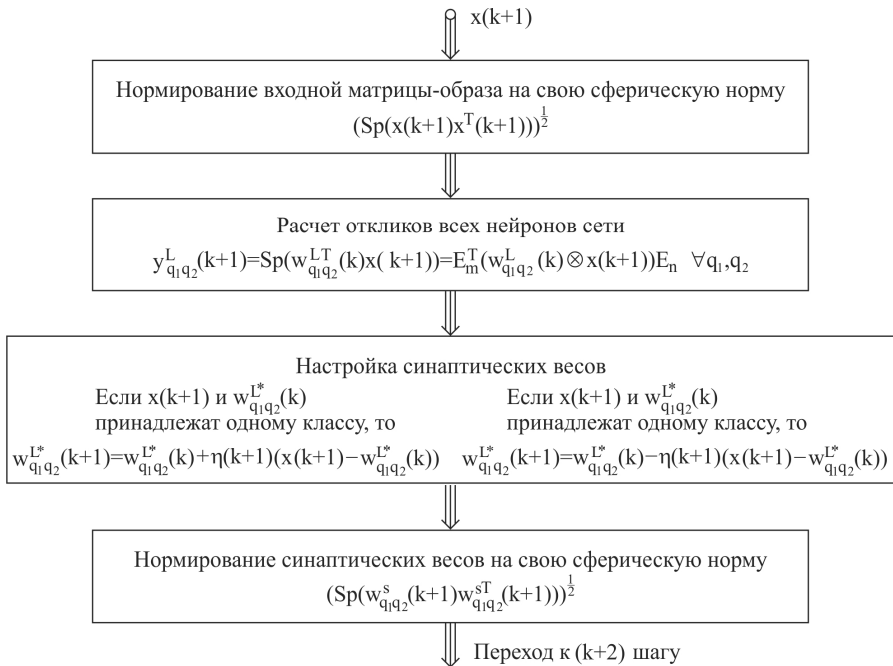 x(k+1)
Нормирование входной матрицы-образа на свою сферическую норму
(Sp(x(k+1)x^T(k+1)))^{1/2}
Расчет откликов всех нейронов сети
y^L_{q₁q₂}(k+1)=Sp(w^{LT}_{q₁q₂}(k)x( k+1))=E^T_m(w^L_{q₁q₂}(k)⊗x(k+1))E_n ∀q₁,q₂
Настройка синаптических весов
Если x(k+1) и w^{L*}_{q₁q₂}(k)
принадлежат одному классу, то
w^{L*}_{q₁q₂}(k+1)=w^{L*}_{q₁q₂}(k)+η(k+1)(x(k+1)−w^{L*}_{q₁q₂}(k))
Если x(k+1) и w^{L*}_{q₁q₂}(k)
принадлежат одному классу, то
w^{L*}_{q₁q₂}(k+1)=w^{L*}_{q₁q₂}(k)−η(k+1)(x(k+1)−w^{L*}_{q₁q₂}(k))
Нормирование синаптических весов на свою сферическую норму
(Sp(w^s_{q₁q₂}(k+1)w^{sT}_{q₁q₂}(k+1)))^{1/2}
Переход к (k+2) шагу